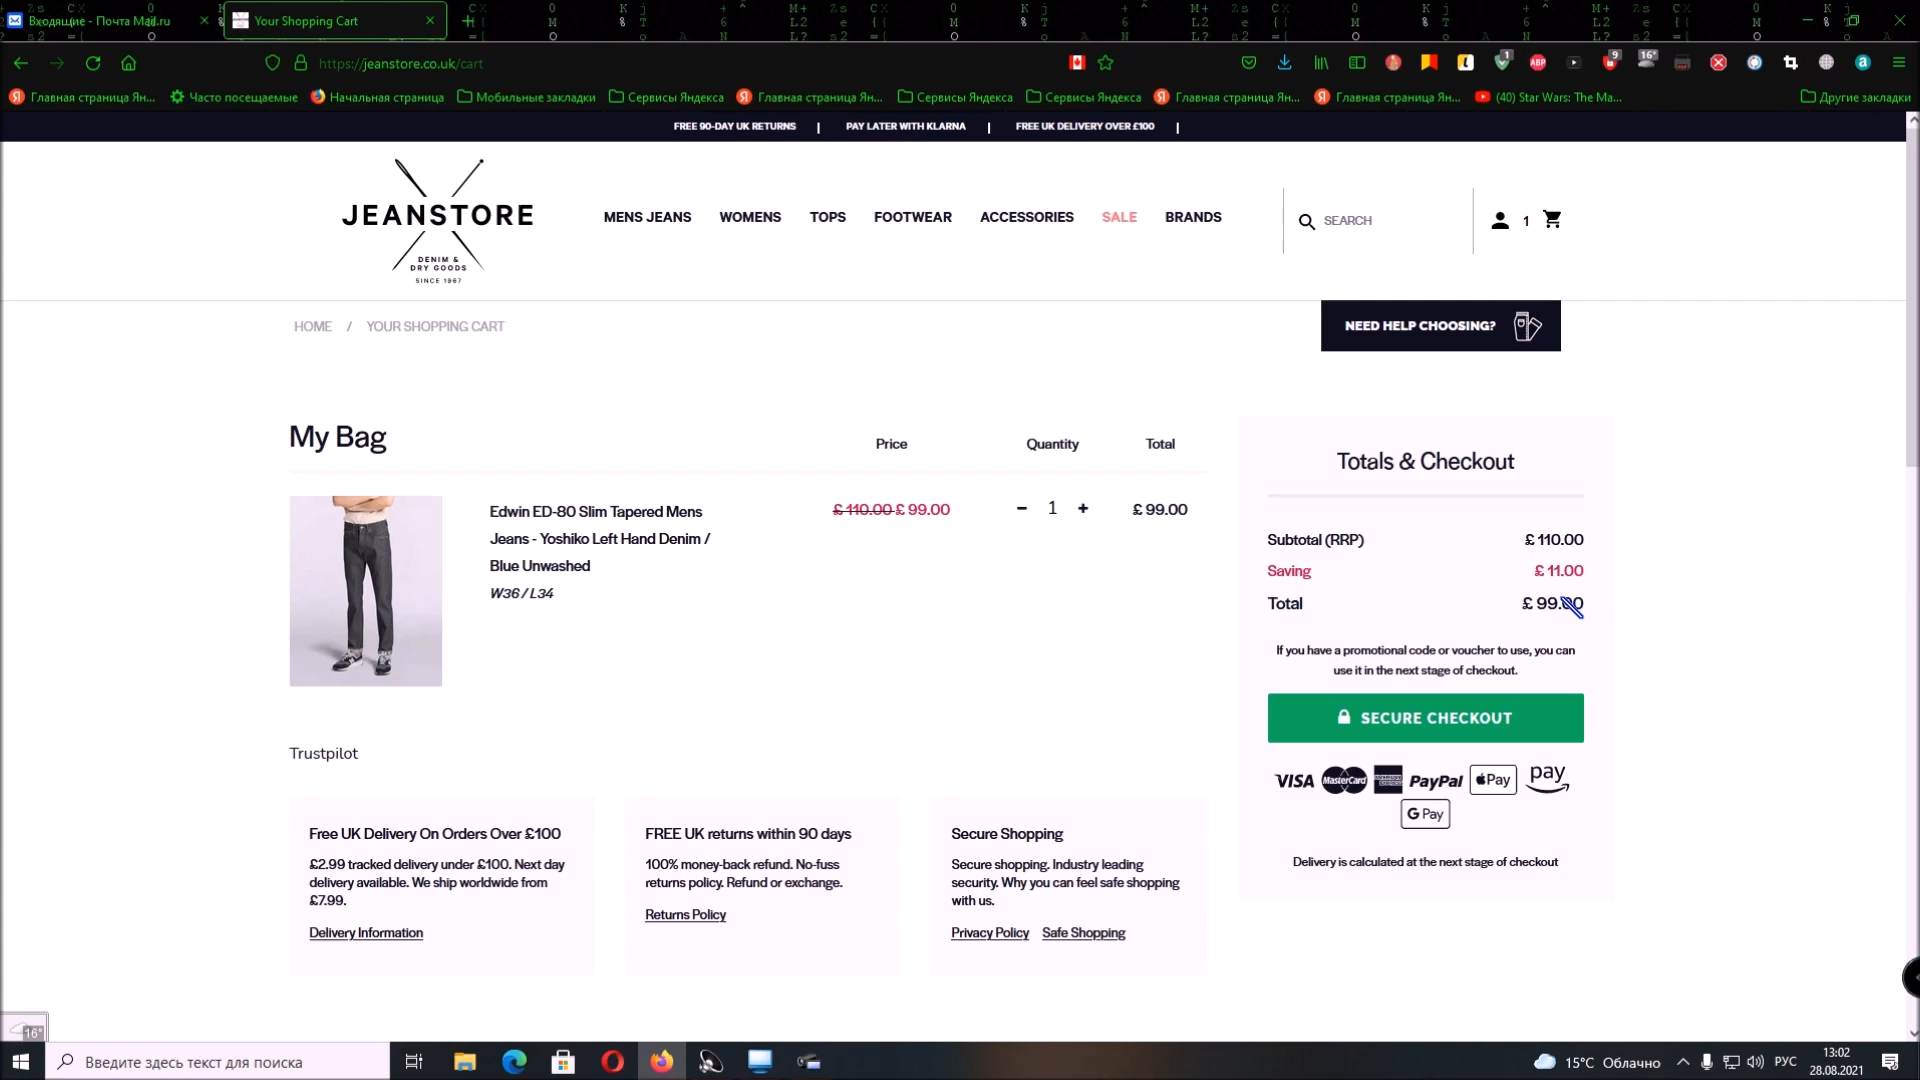 Входящие - Почта Mail.ru
Your Shopping Cart
https://jeanstore.co.uk/cart
Главная страница Ян...
Часто посещаемые
Начальная страница
Мобильные закладки
Сервисы Яндекса
Главная страница Ян...
Сервисы Яндекса
Сервисы Яндекса
Главная страница Ян...
Главная страница Ян...
(40) Star Wars: The Ma...
Другие закладки
FREE 90-DAY UK RETURNS | PAY LATER WITH KLARNA | FREE UK DELIVERY OVER £100 |
JEANSTORE
DENIM &
DRY GOODS
SINCE 1967
MENS JEANS WOMENS TOPS FOOTWEAR ACCESSORIES SALE BRANDS
SEARCH
1
HOME / YOUR SHOPPING CART
NEED HELP CHOOSING?
My Bag
Price Quantity Total
Edwin ED-80 Slim Tapered Mens
Jeans - Yoshiko Left Hand Denim /
Blue Unwashed
W36 / L34
£ 110.00 £ 99.00
- 1 +
£ 99.00
Totals & Checkout
Subtotal (RRP) £ 110.00
Saving £ 11.00
Total £ 99.00
If you have a promotional code or voucher to use, you can
use it in the next stage of checkout.
SECURE CHECKOUT
VISA MasterCard AMERICAN EXPRESS PayPal Pay pay
G Pay
Delivery is calculated at the next stage of checkout
Trustpilot
Free UK Delivery On Orders Over £100
£2.99 tracked delivery under £100. Next day
delivery available. We ship worldwide from
£7.99.
Delivery Information
FREE UK returns within 90 days
100% money-back refund. No-fuss
returns policy. Refund or exchange.
Returns Policy
Secure Shopping
Secure shopping. Industry leading
security. Why you can feel safe shopping
with us.
Privacy Policy Safe Shopping
16°
Введите здесь текст для поиска
15°C Облачно
РУС
13:02
28.08.2021